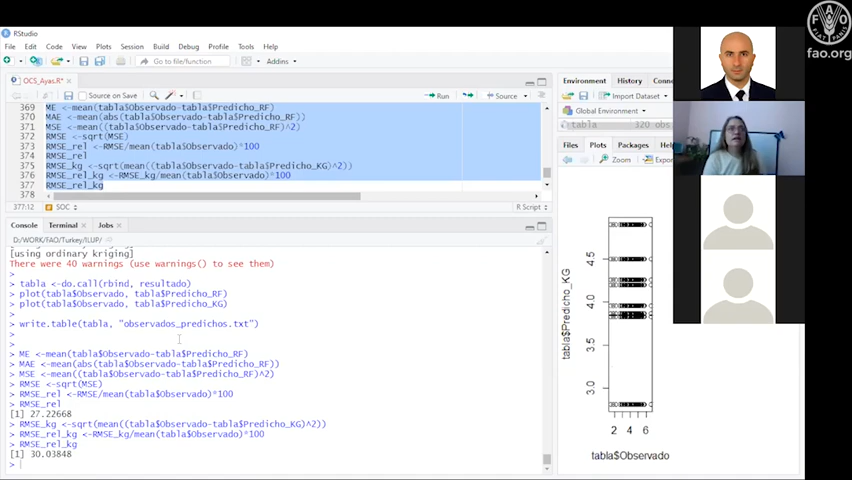 RStudio
File Edit Code View Plots Session Build Debug Profile Tools Help
Go to file/function
Addins
OCS_Ayas.R*
Source on Save
Run
Source
369 ME <-mean(tabla$Observado-tabla$Predicho_RF)
370 MAE <-mean(abs(tabla$Observado-tabla$Predicho_RF))
371 MSE <-mean((tabla$Observado-tabla$Predicho_RF)^2)
372 RMSE <-sqrt(MSE)
373 RMSE_rel <-RMSE/mean(tabla$Observado)*100
374 RMSE_rel
375 RMSE_kg <-sqrt(mean((tabla$Observado-tabla$Predicho_KG)^2))
376 RMSE_rel_kg <-RMSE_kg/mean(tabla$Observado)*100
377 RMSE_rel_kg
378
377:12
SOC
R Script
Console Terminal Jobs
D:/WORK/FAO/Turkey/ILUP/
[using ordinary kriging]
There were 40 warnings (use warnings() to see them)
>
> tabla <-do.call(rbind, resultado)
> plot(tabla$Observado, tabla$Predicho_RF)
> plot(tabla$Observado, tabla$Predicho_KG)
>
> write.table(tabla, "observados_predichos.txt")
>
>
> ME <-mean(tabla$Observado-tabla$Predicho_RF)
> MAE <-mean(abs(tabla$Observado-tabla$Predicho_RF))
> MSE <-mean((tabla$Observado-tabla$Predicho_RF)^2)
> RMSE <-sqrt(MSE)
> RMSE_rel <-RMSE/mean(tabla$Observado)*100
> RMSE_rel
[1] 27.22668
> RMSE_kg <-sqrt(mean((tabla$Observado-tabla$Predicho_KG)^2))
> RMSE_rel_kg <-RMSE_kg/mean(tabla$Observado)*100
> RMSE_rel_kg
[1] 30.03848
>
Environment History Conne
Import Dataset
Global Environment
tabla 320 obs
Files Plots Packages
Zoom Export
tabla$Predicho_KG
4.5
4.0
3.5
3.0
2 4 6
tabla$Observado
FAO
FIAT PANIS
fao.org